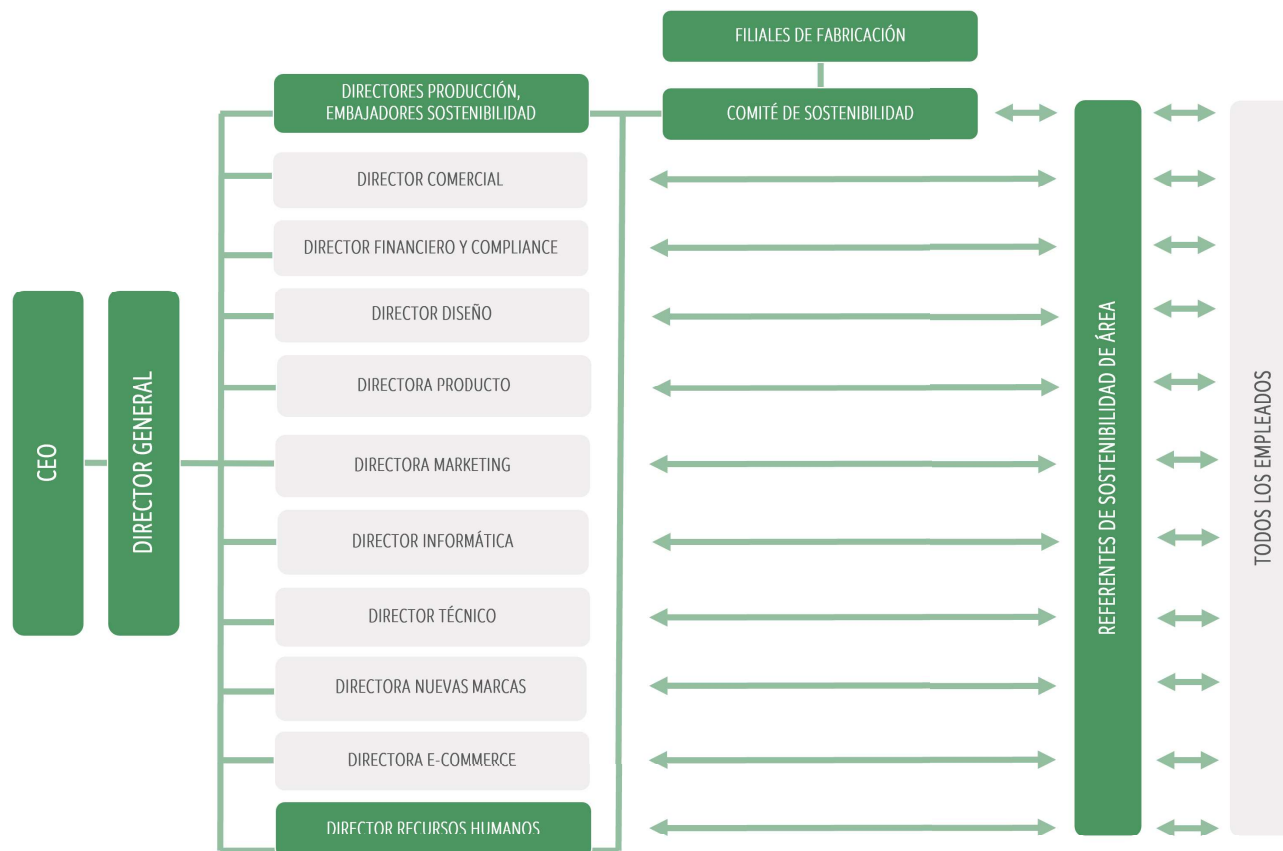 FILIALES DE FABRICACIÓN
DIRECTORES PRODUCCIÓN,
EMBAJADORES SOSTENIBILIDAD
COMITÉ DE SOSTENIBILIDAD
DIRECTOR COMERCIAL
DIRECTOR FINANCIERO Y COMPLIANCE
DIRECTOR DISEÑO
DIRECTORA PRODUCTO
DIRECTORA MARKETING
DIRECTOR INFORMÁTICA
DIRECTOR TÉCNICO
DIRECTORA NUEVAS MARCAS
DIRECTORA E-COMMERCE
DIRECTOR RECURSOS HUMANOS
CEO
DIRECTOR GENERAL
REFERENTES DE SOSTENIBILIDAD DE ÁREA
TODOS LOS EMPLEADOS